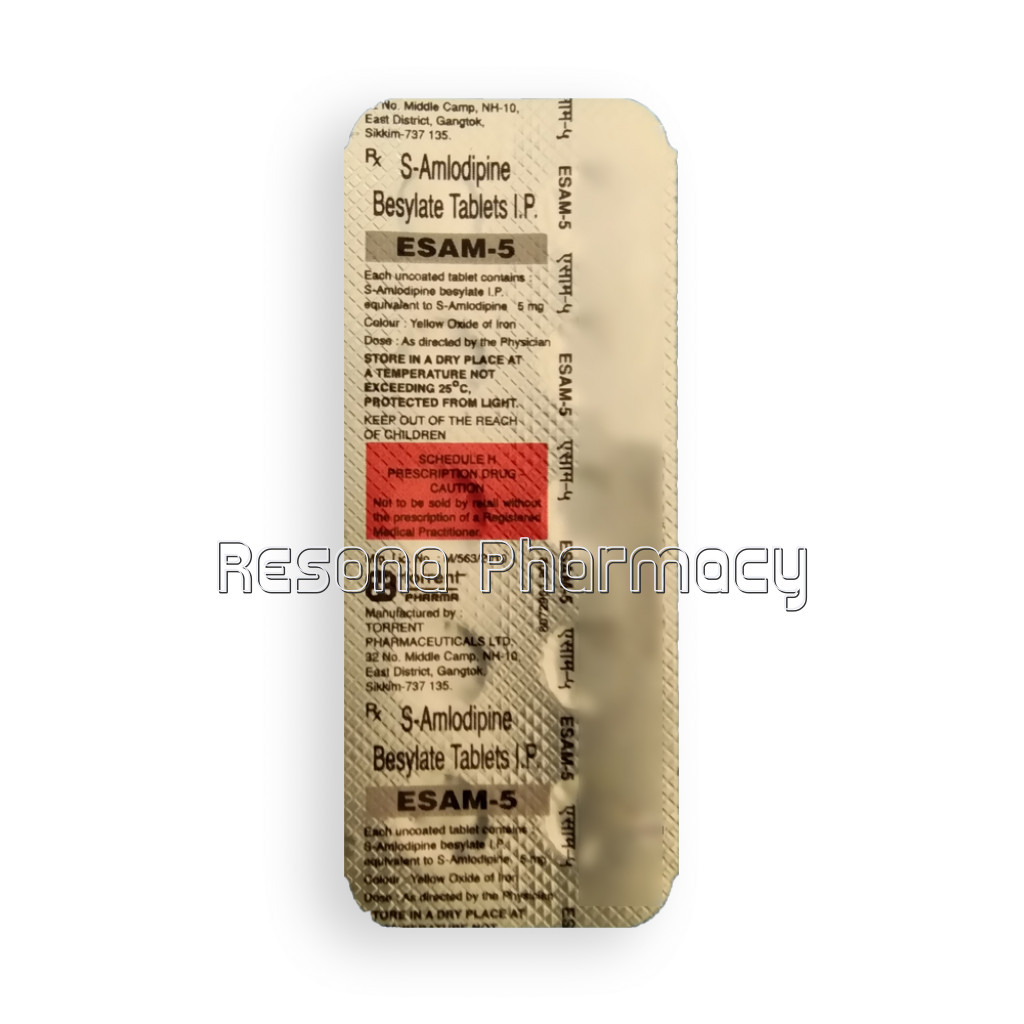 No. Middle Camp, NH-10,
East District, Gangtok,
Sikkim-737 135.
Rx S-Amlodipine
Besylate Tablets I.P.
ESAM-5
Each uncoated tablet contains :
S-Amlodipine besylate I.P.
equivalent to S-Amlodipine 5 mg
Colour : Yellow Oxide of Iron
Dose : As directed by the Physician
STORE IN A DRY PLACE AT
A TEMPERATURE NOT
EXCEEDING 25°C,
PROTECTED FROM LIGHT.
KEEP OUT OF THE REACH
OF CHILDREN
SCHEDULE H
PRESCRIPTION DRUG -
CAUTION
Not to be sold by retail without
the prescription of a Registered
Medical Practitioner.
Resona Pharmacy
PHARMA
Manufactured by :
TORRENT
PHARMACEUTICALS LTD.
32 No. Middle Camp, NH-10,
East District, Gangtok,
Sikkim-737 135.
Rx S-Amlodipine
Besylate Tablets I.P.
ESAM-5
Each uncoated tablet contains :
S-Amlodipine besylate I.P.
equivalent to S-Amlodipine 5 mg
Colour : Yellow Oxide of Iron
Dose : As directed by the Physician
STORE IN A DRY PLACE AT
ESAM-5
एसाम-५
ESAM-5
एसाम-५
एसाम-५
ESAM-5
एसाम-५